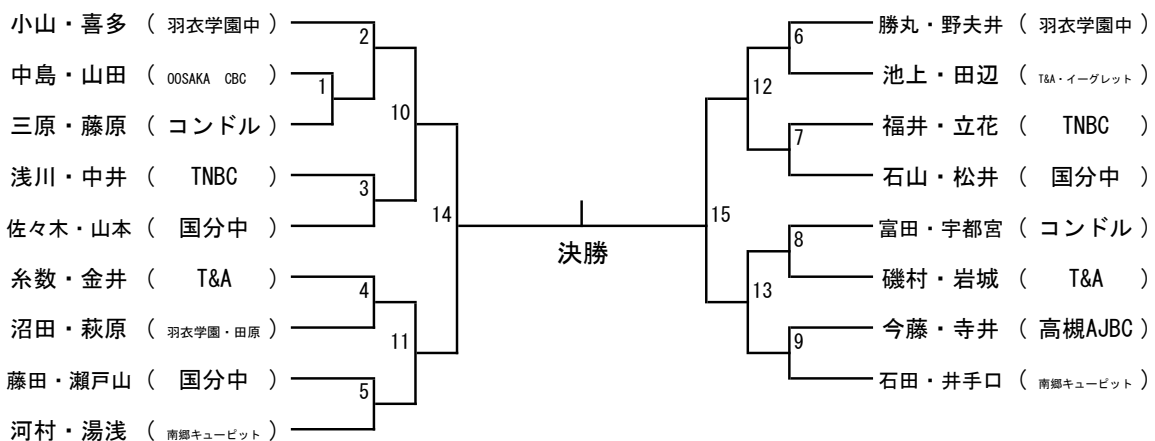 小山・喜多 （ 羽衣学園中 ）
中島・山田 （ OOSAKA CBC ）
三原・藤原 （ コンドル ）
浅川・中井 （ TNBC ）
佐々木・山本 （ 国分中 ）
糸数・金井 （ T&A ）
沼田・萩原 （ 羽衣学園・田原 ）
藤田・瀬戸山 （ 国分中 ）
河村・湯浅 （ 南郷キューピット ）
2
1
10
3
14
4
11
5
決勝
6
12
7
15
8
13
9
勝丸・野夫井 （ 羽衣学園中 ）
池上・田辺 （ T&A・イーグレット ）
福井・立花 （ TNBC ）
石山・松井 （ 国分中 ）
富田・宇都宮 （ コンドル ）
磯村・岩城 （ T&A ）
今藤・寺井 （ 高槻AJBC ）
石田・井手口 （ 南郷キューピット ）